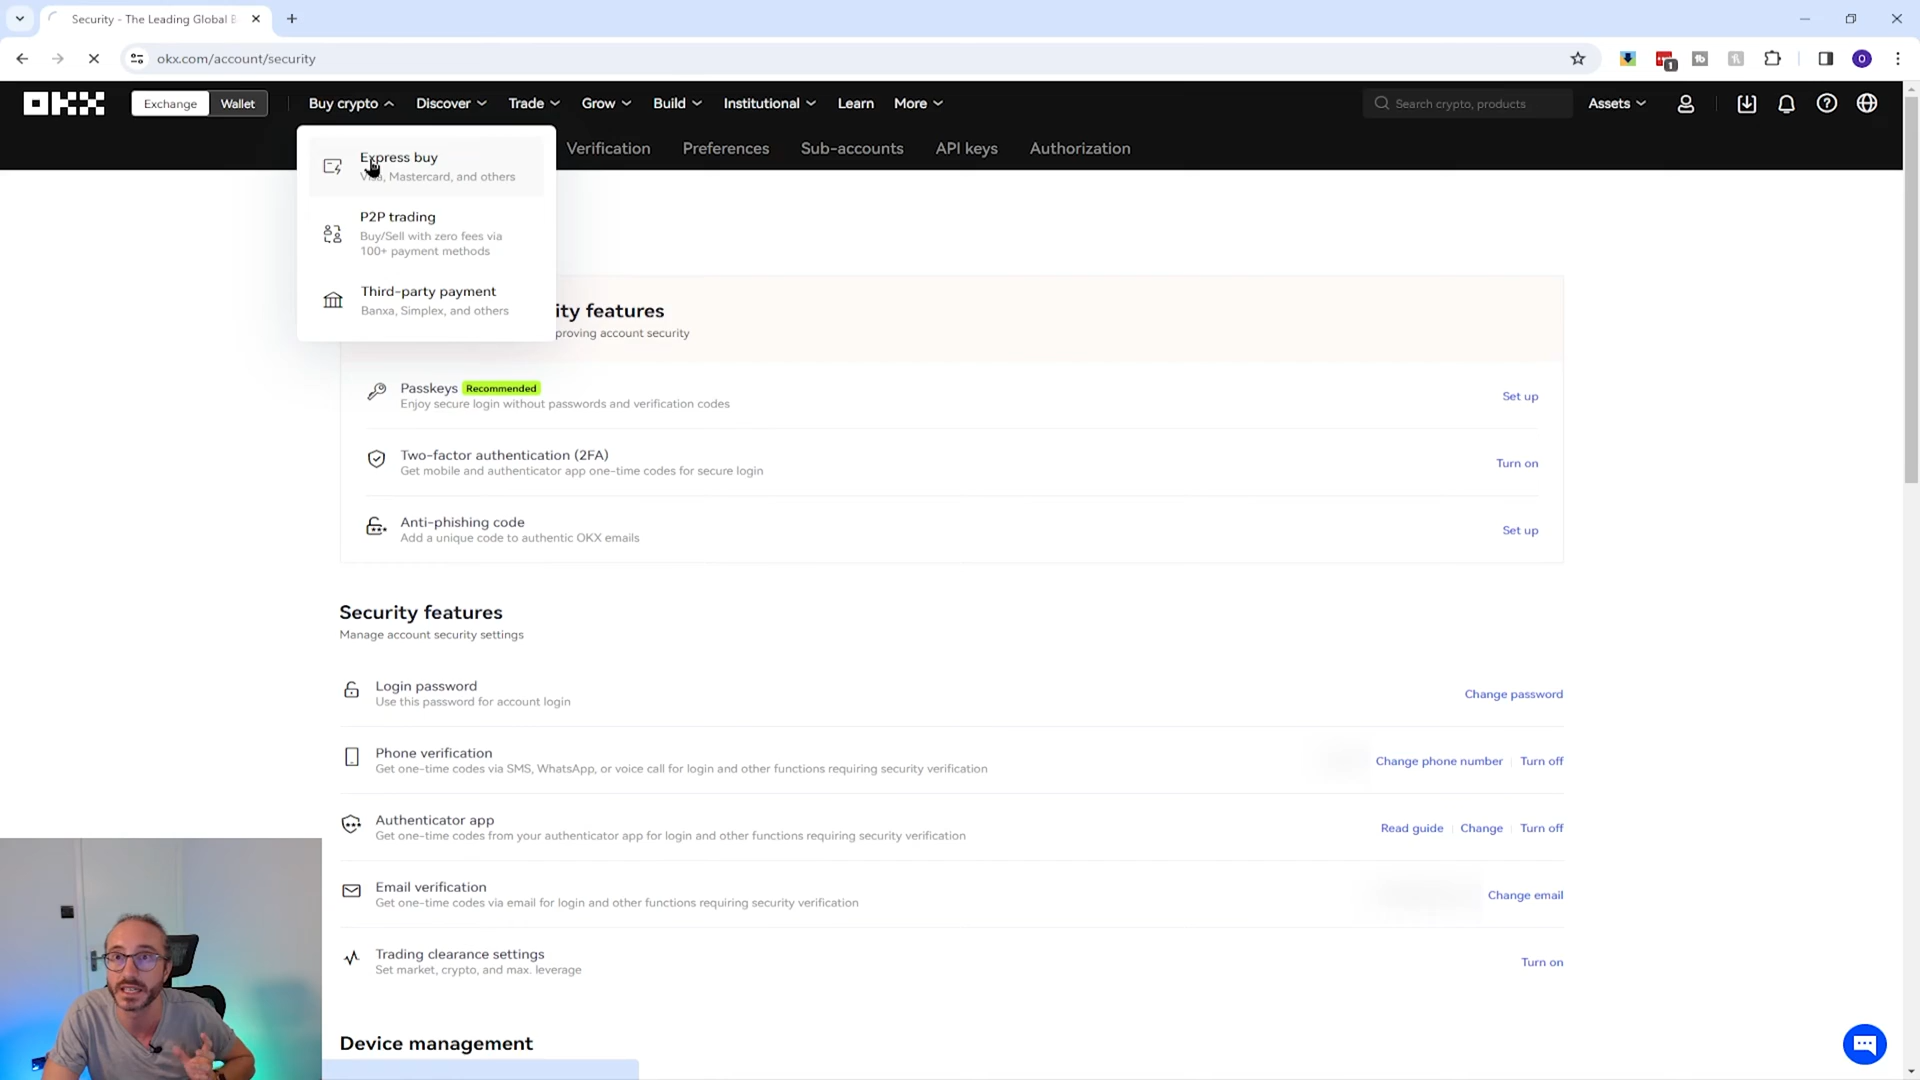 Security - The Leading Global B
okx.com/account/security
1
O
OKX
Exchange
Wallet
Buy crypto
Discover
Trade
Grow
Build
Institutional
Learn
More
Search crypto, products
Assets
Verification
Preferences
Sub-accounts
API keys
Authorization
Express buy
Visa, Mastercard, and others
P2P trading
Buy/Sell with zero fees via
100+ payment methods
Third-party payment
Banxa, Simplex, and others
ity features
proving account security
Passkeys Recommended
Enjoy secure login without passwords and verification codes
Set up
Two-factor authentication (2FA)
Get mobile and authenticator app one-time codes for secure login
Turn on
Anti-phishing code
Add a unique code to authentic OKX emails
Set up
Security features
Manage account security settings
Login password
Use this password for account login
Change password
Phone verification
Get one-time codes via SMS, WhatsApp, or voice call for login and other functions requiring security verification
Change phone number
Turn off
Authenticator app
Get one-time codes from your authenticator app for login and other functions requiring security verification
Read guide
Change
Turn off
Email verification
Get one-time codes via email for login and other functions requiring security verification
Change email
Trading clearance settings
Set market, crypto, and max. leverage
Turn on
Device management